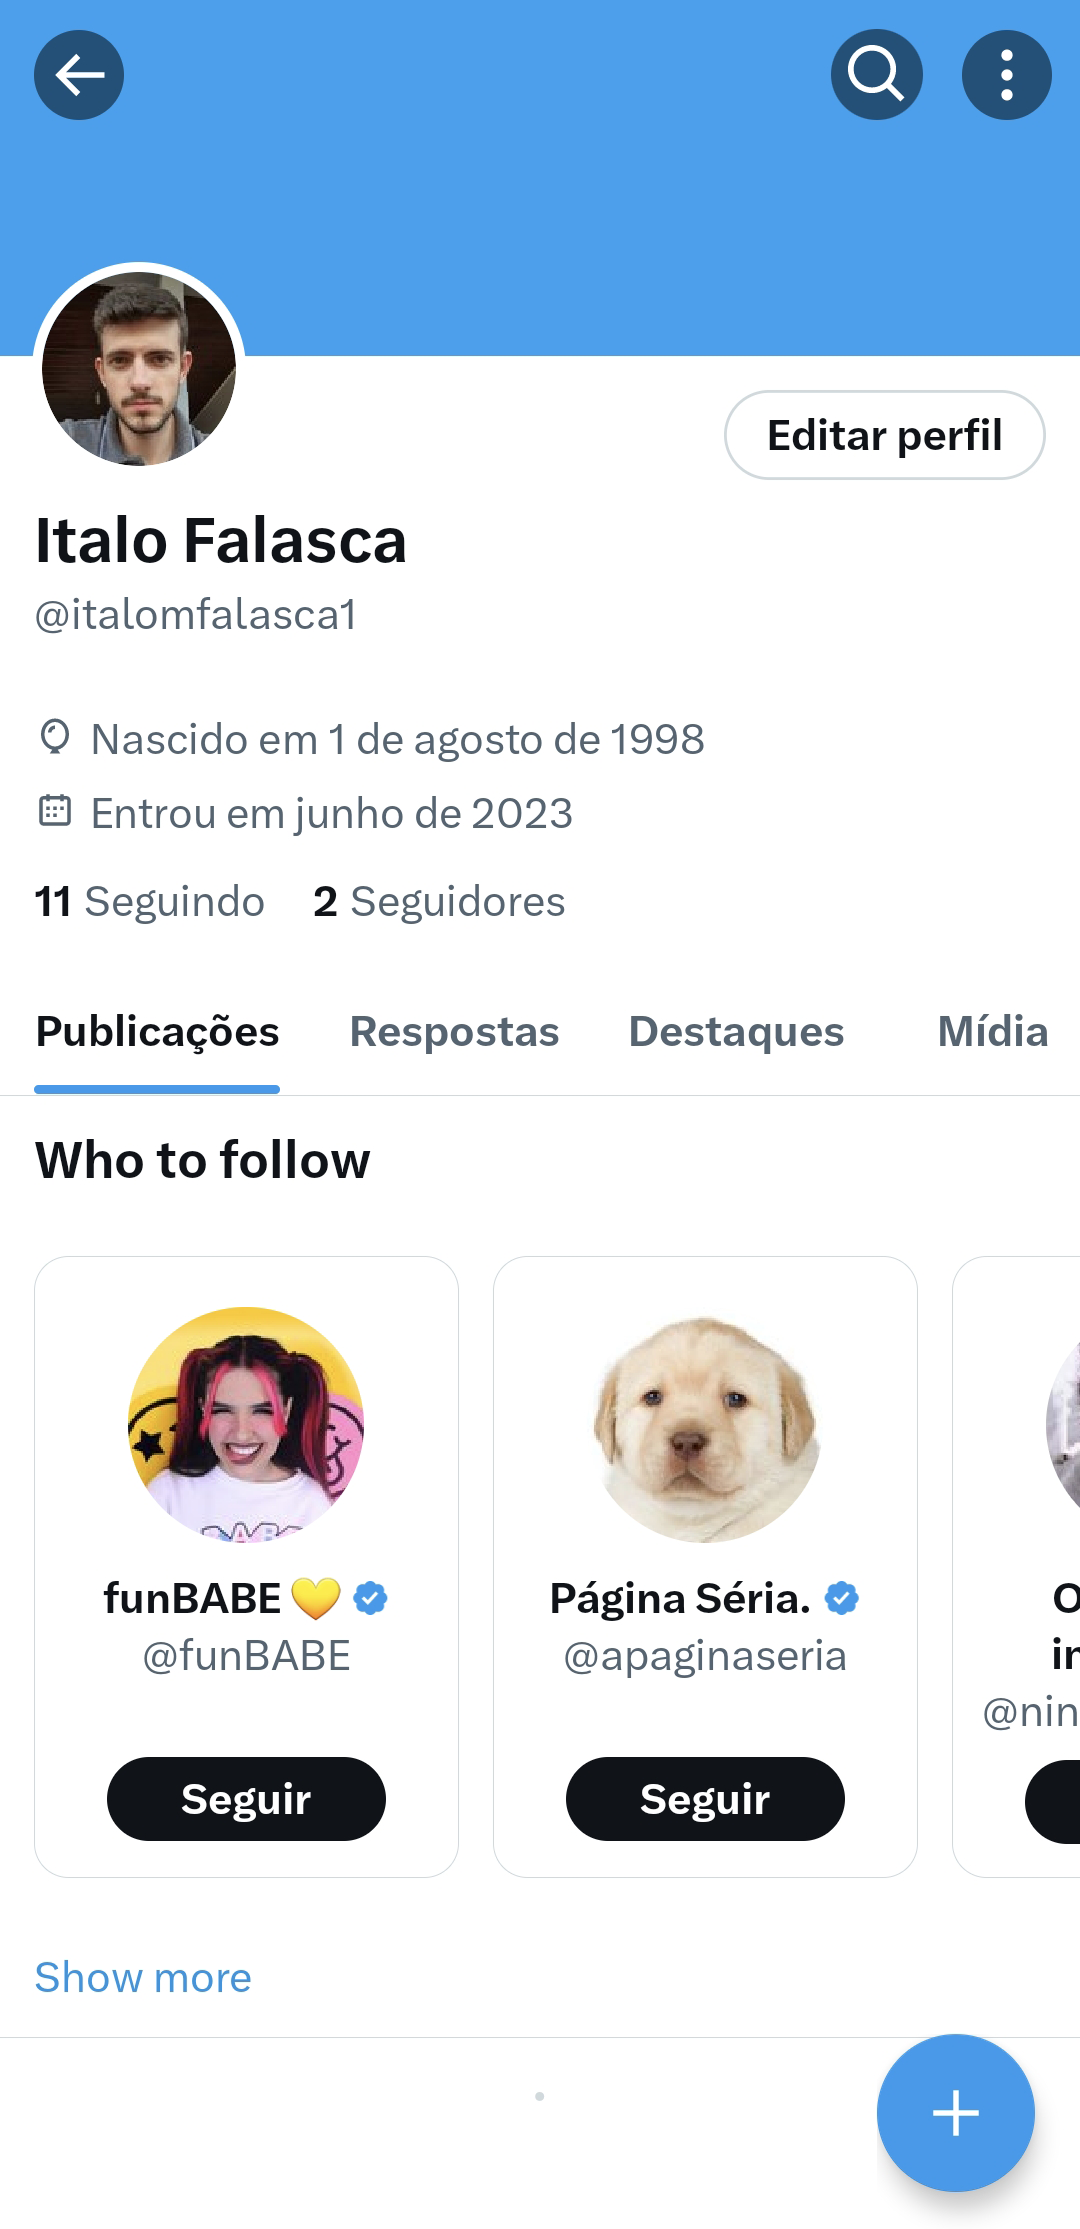 Editar perfil
Italo Falasca
@italomfalasca1
Nascido em 1 de agosto de 1998
Entrou em junho de 2023
11 Seguindo 2 Seguidores
Publicações Respostas Destaques Mídia
Who to follow
funBABE 💛
@funBABE
Seguir
Página Séria.
@apaginaseria
Seguir
@nin
Show more